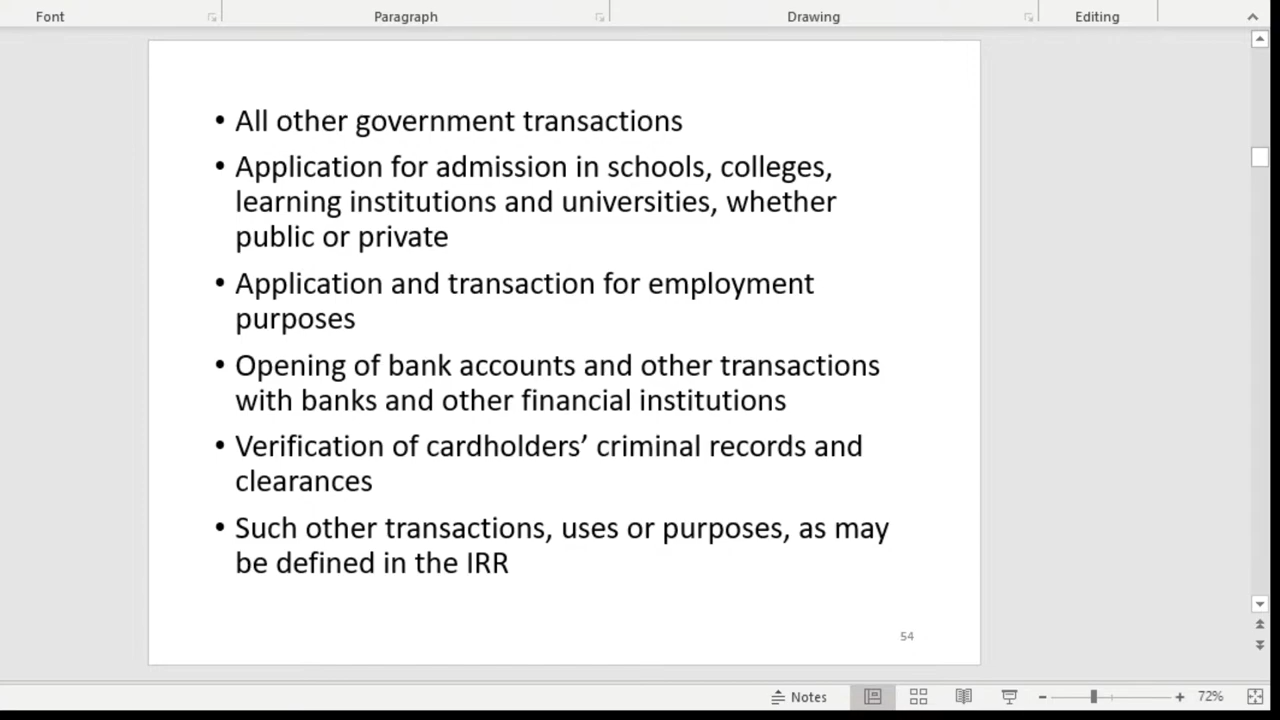 Font Paragraph Drawing Editing
• All other government transactions
• Application for admission in schools, colleges,
learning institutions and universities, whether
public or private
• Application and transaction for employment
purposes
• Opening of bank accounts and other transactions
with banks and other financial institutions
• Verification of cardholders’ criminal records and
clearances
• Such other transactions, uses or purposes, as may
be defined in the IRR
54
Notes 72%